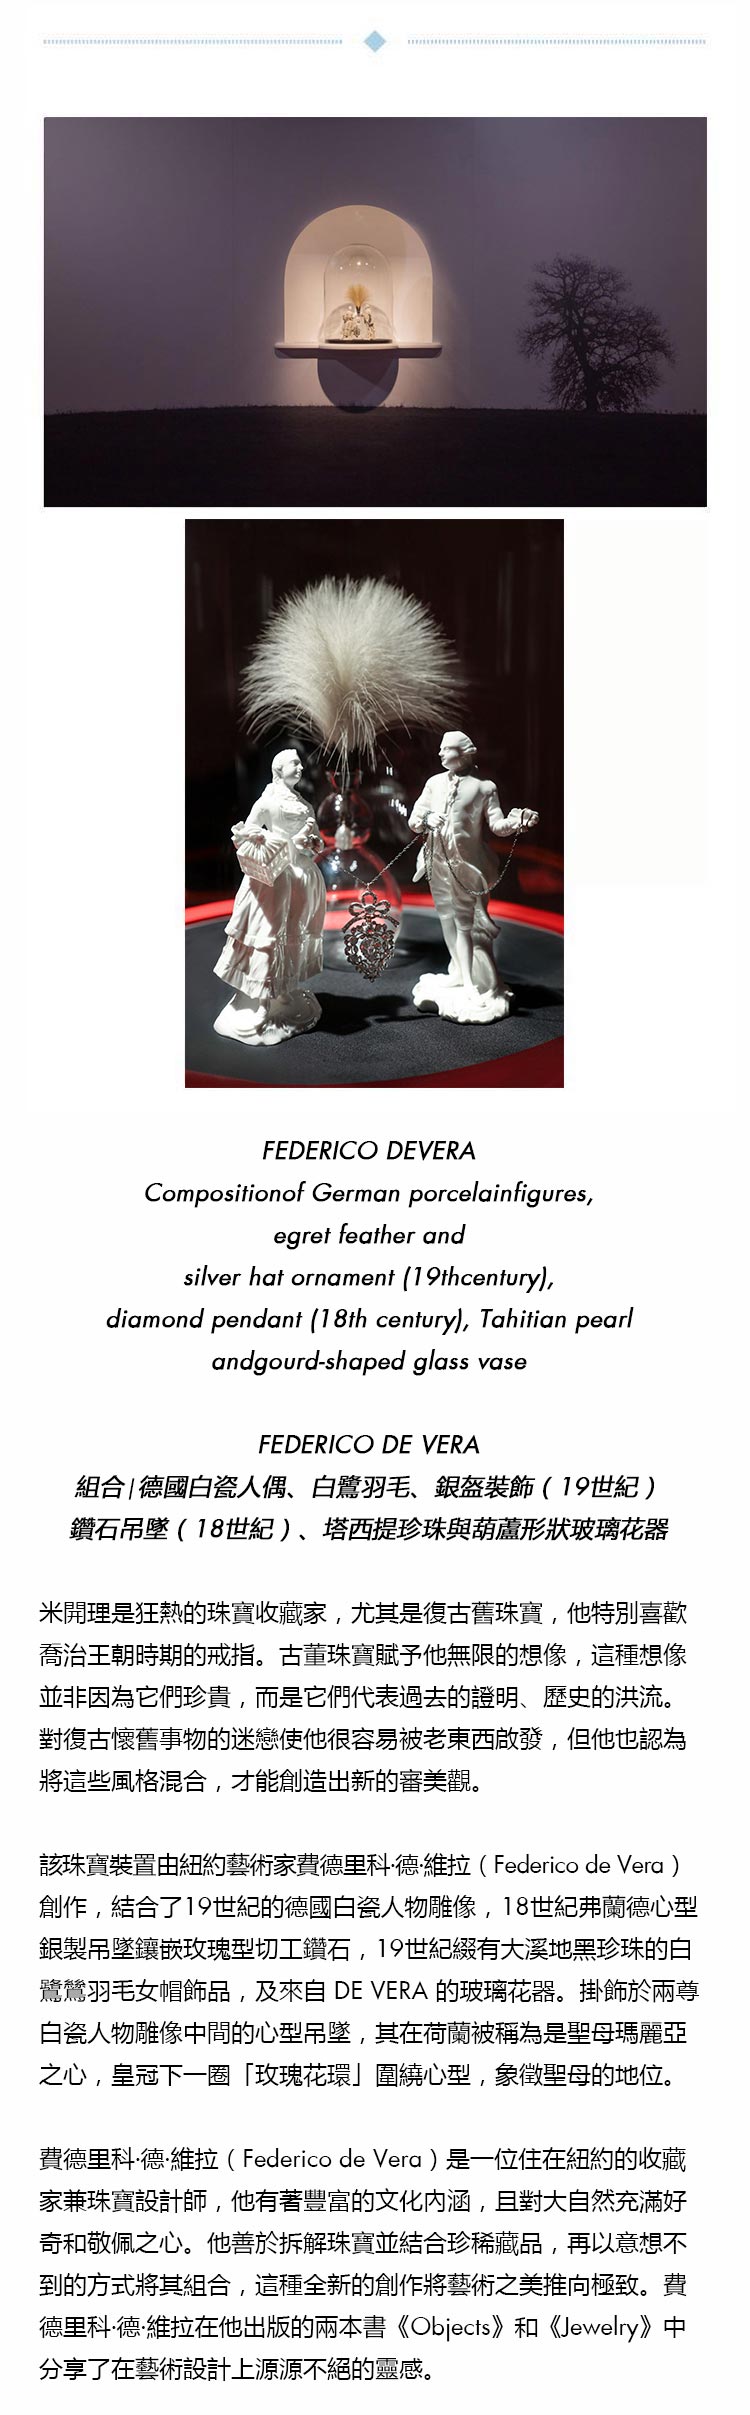 FEDERICO DEVERA
Compositionof German porcelainfigures,
egret feather and
silver hat ornament (19thcentury),
diamond pendant (18th century), Tahitian pearl
andgourd-shaped glass vase
FEDERICO DE VERA
組合|德國白瓷人偶、白鷺羽毛、銀盔裝飾（19世紀）
鑽石吊墜（18世紀）、塔西提珍珠與葫蘆形狀玻璃花器
米開理是狂熱的珠寶收藏家，尤其是復古舊珠寶，他特別喜歡
喬治王朝時期的戒指。古董珠寶賦予他無限的想像，這種想像
並非因為它們珍貴，而是它們代表過去的證明、歷史的洪流。
對復古懷舊事物的迷戀使他很容易被老東西啟發，但他也認為
將這些風格混合，才能創造出新的審美觀。
該珠寶裝置由紐約藝術家費德里科·德·維拉（Federico de Vera）
創作，結合了19世紀的德國白瓷人物雕像，18世紀弗蘭德心型
銀製吊墜鑲嵌玫瑰型切工鑽石，19世紀綴有大溪地黑珍珠的白
鷺鷥羽毛女帽飾品，及來自 DE VERA 的玻璃花器。掛飾於兩尊
白瓷人物雕像中間的心型吊墜，其在荷蘭被稱為是聖母瑪麗亞
之心，皇冠下一圈「玫瑰花環」圍繞心型，象徵聖母的地位。
費德里科·德·維拉（Federico de Vera）是一位住在紐約的收藏
家兼珠寶設計師，他有著豐富的文化內涵，且對大自然充滿好
奇和敬佩之心。他善於拆解珠寶並結合珍稀藏品，再以意想不
到的方式將其組合，這種全新的創作將藝術之美推向極致。費
德里科·德·維拉在他出版的兩本書《Objects》和《Jewelry》中
分享了在藝術設計上源源不絕的靈感。